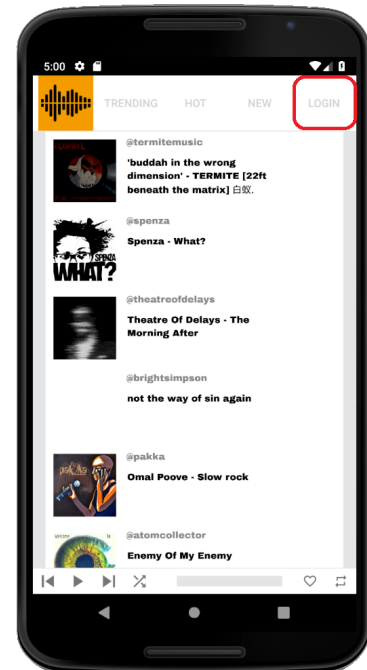 5:00
TRENDING HOT NEW LOGIN
@termitemusic
'buddah in the wrong
dimension' - TERMITE [22ft
beneath the matrix] 白蚁.
@spenza
Spenza - What?
SPENZA
WHAT?
@theatreofdelays
Theatre Of Delays - The
Morning After
@brightsimpson
not the way of sin again
@pakka
Omal Poove - Slow rock
pakka
@atomcollector
Enemy Of My Enemy